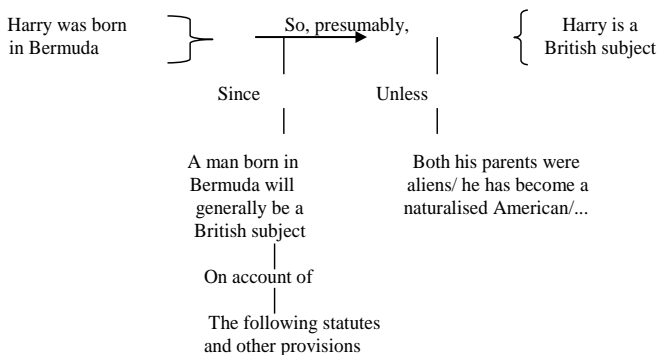 Harry was born
in Bermuda
So, presumably,
Harry is a
British subject
Since
Unless
A man born in
Bermuda will
generally be a
British subject
Both his parents were
aliens/ he has become a
naturalised American/...
On account of
The following statutes
and other provisions